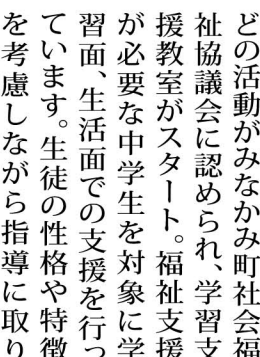 どの活動がみなかみ町社会福
祉協議会に認められ、学習支
援教室がスタート。福祉支援
が必要な中学生を対象に学
習面、生活面での支援を行っ
ています。生徒の性格や特徴
を考慮しながら指導に取り